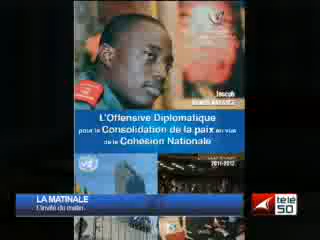 Joseph
L'Offensive Diplomatique
pour la Consolidation de la paix en vue
de la Cohésion Nationale
2011-2012
LA MATINALE
L'invité du matin
télé
50